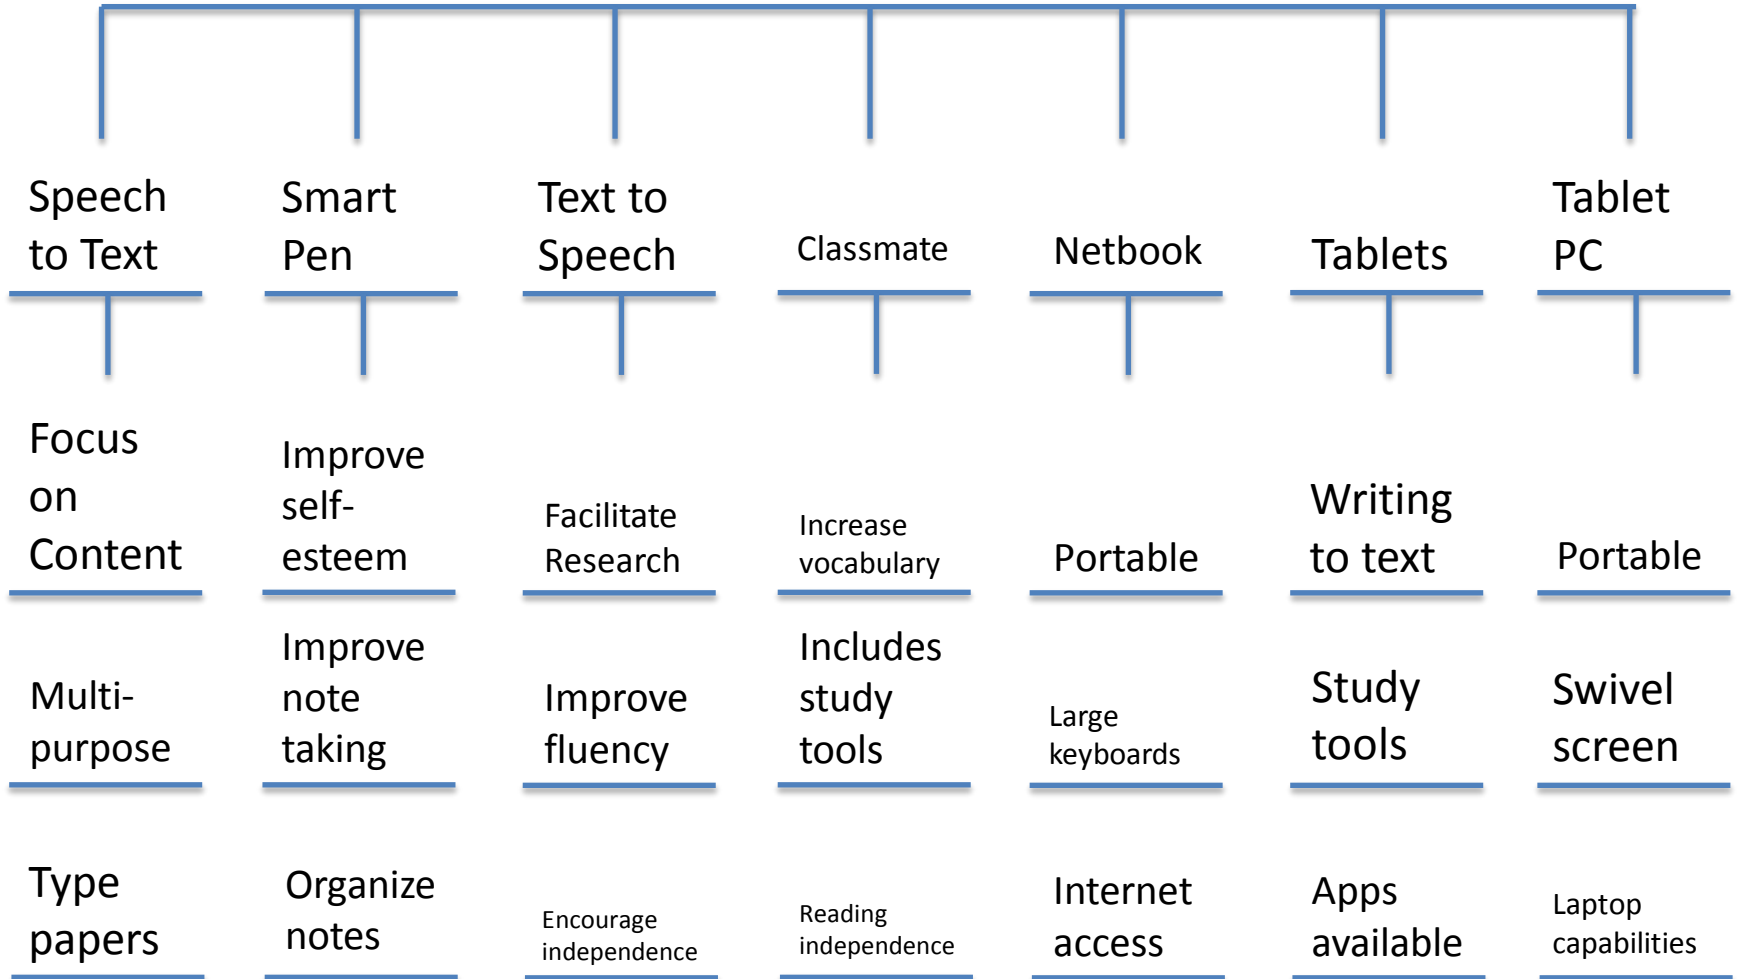 Speech
to Text
Smart
Pen
Text to
Speech
Classmate
Netbook
Tablets
Tablet
PC
Focus
on
Content
Improve
self-
esteem
Facilitate
Research
Increase
vocabulary
Portable
Writing
to text
Portable
Multi-
purpose
Improve
note
taking
Improve
fluency
Includes
study
tools
Large
keyboards
Study
tools
Swivel
screen
Type
papers
Organize
notes
Encourage
independence
Reading
independence
Internet
access
Apps
available
Laptop
capabilities